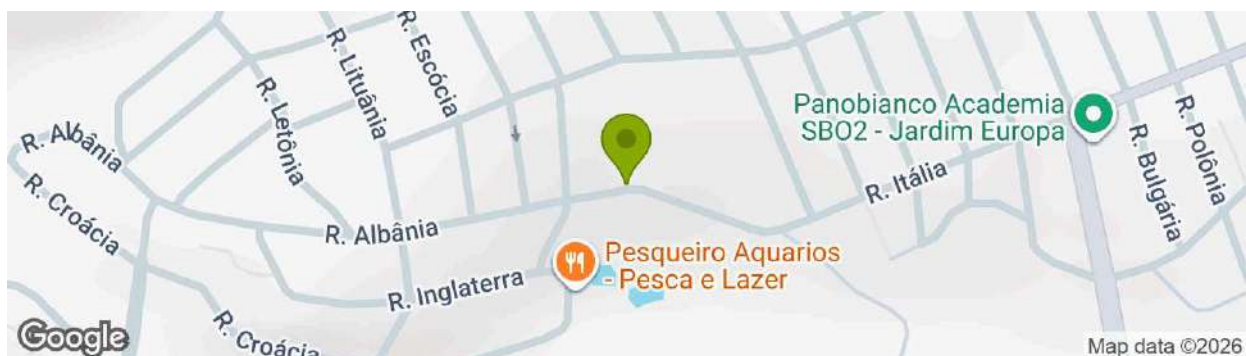 R. Escócia
R. Lituânia
R. Letônia
R. Albânia
R. Croácia
R. Albânia
R. Inglaterra
R. Croácia
Panobianco Academia
SBO2 - Jardim Europa
R. Polônia
R. Bulgária
R. Itália
Pesqueiro Aquarios
- Pesca e Lazer
Google
Map data ©2026